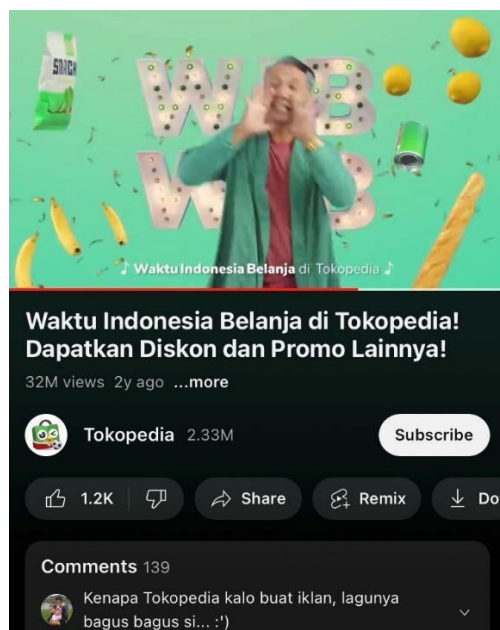 SNACK
W B
W B
♪ Waktu Indonesia Belanja di Tokopedia ♪
Waktu Indonesia Belanja di Tokopedia!
Dapatkan Diskon dan Promo Lainnya!
32M views 2y ago ...more
Tokopedia 2.33M Subscribe
1.2K Share Remix Do
Comments 139
Kenapa Tokopedia kalo buat iklan, lagunya
bagus bagus si... :')